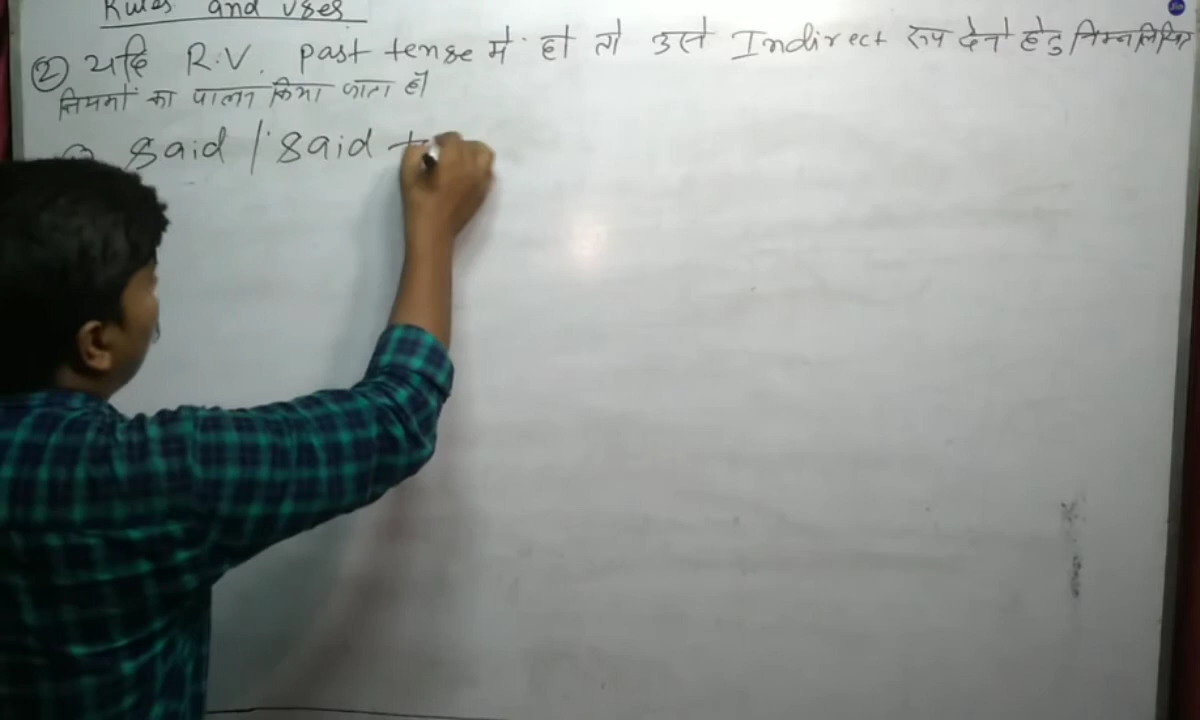 Rules and uses
② यदि R.V. past tense में हो तो उसे Indirect रूप देने हेतु निम्नलिखित
नियमों का पालन किया जाता है।
said / said t